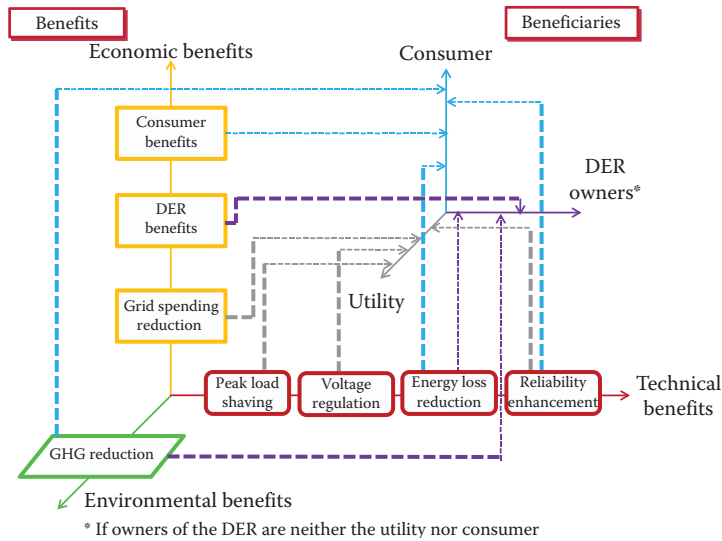 Benefits
Beneficiaries
Economic benefits
Consumer
Consumer
benefits
DER
benefits
DER
owners*
Utility
Grid spending
reduction
Peak load
shaving
Voltage
regulation
Energy loss
reduction
Reliability
enhancement
Technical
benefits
GHG reduction
Environmental benefits
* If owners of the DER are neither the utility nor consumer